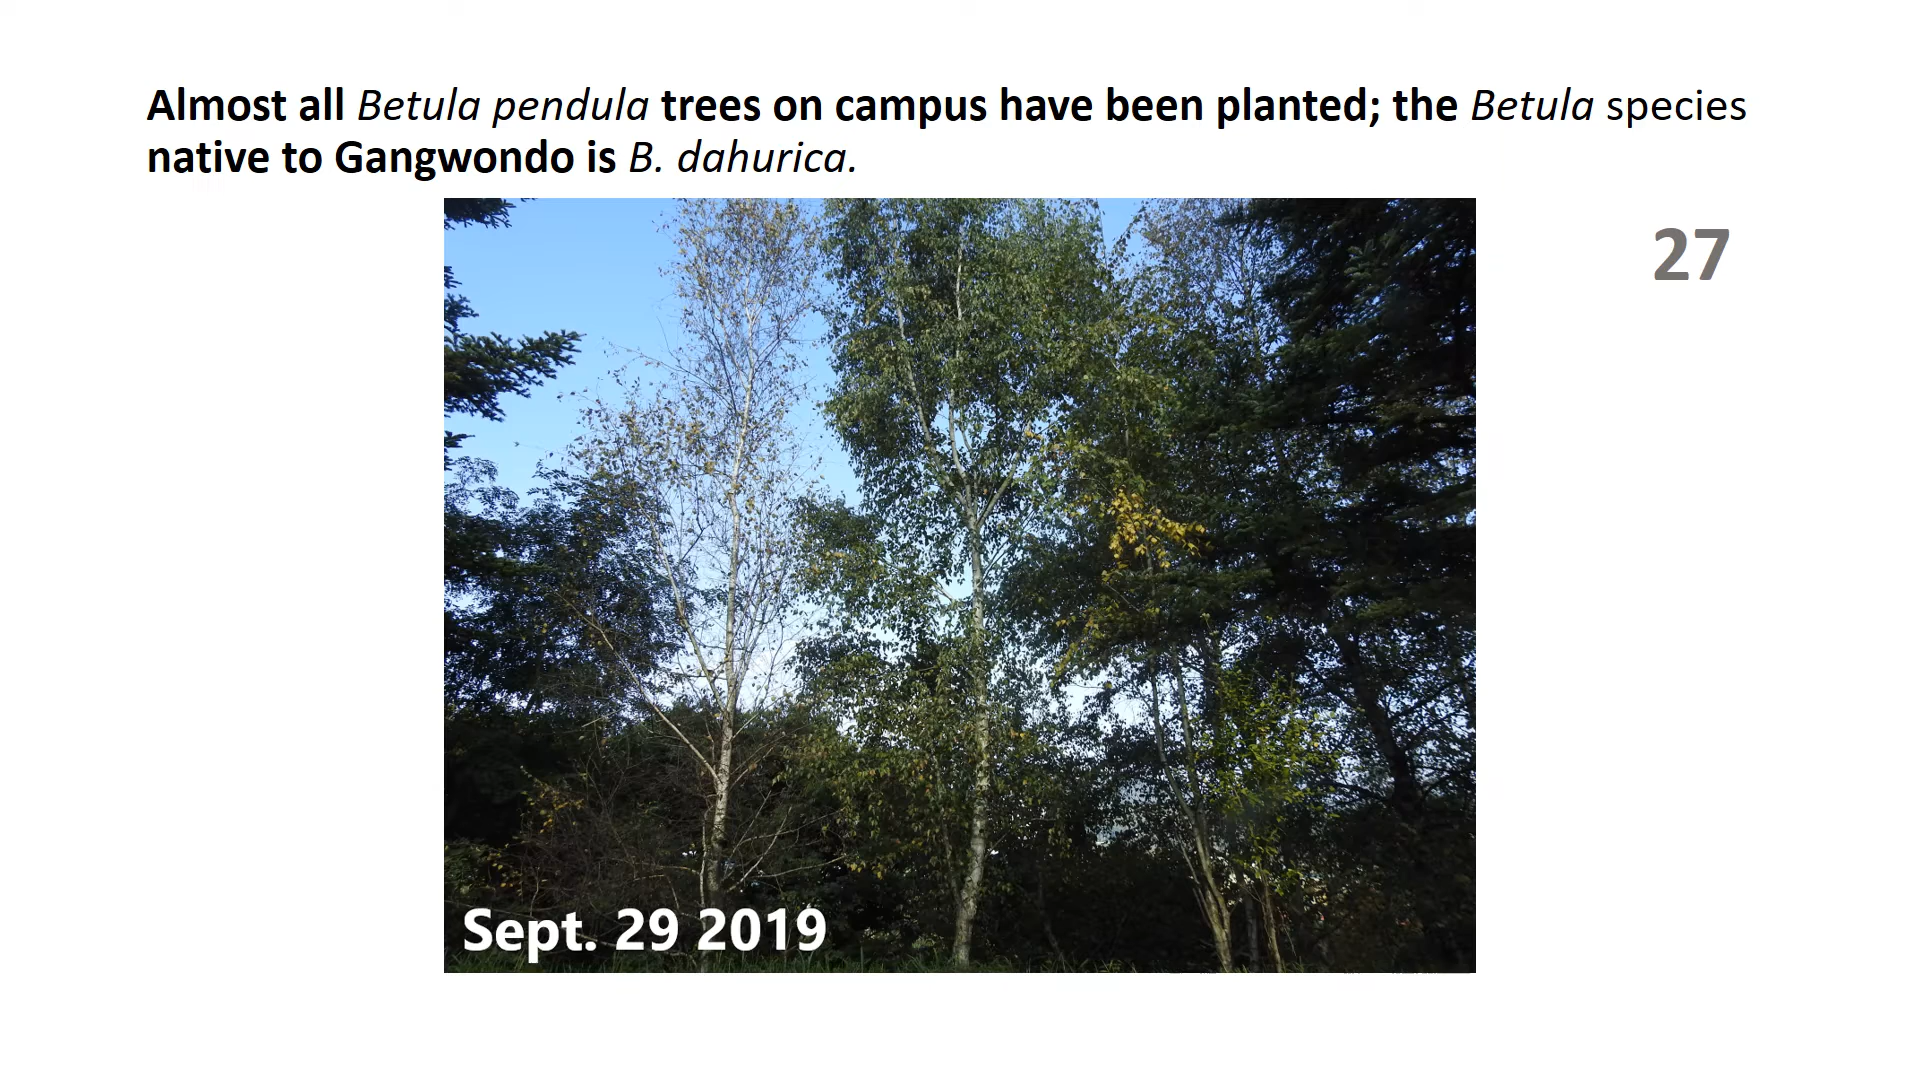 Almost all Betula pendula trees on campus have been planted; the Betula species
native to Gangwondo is B. dahurica.
27
Sept. 29 2019